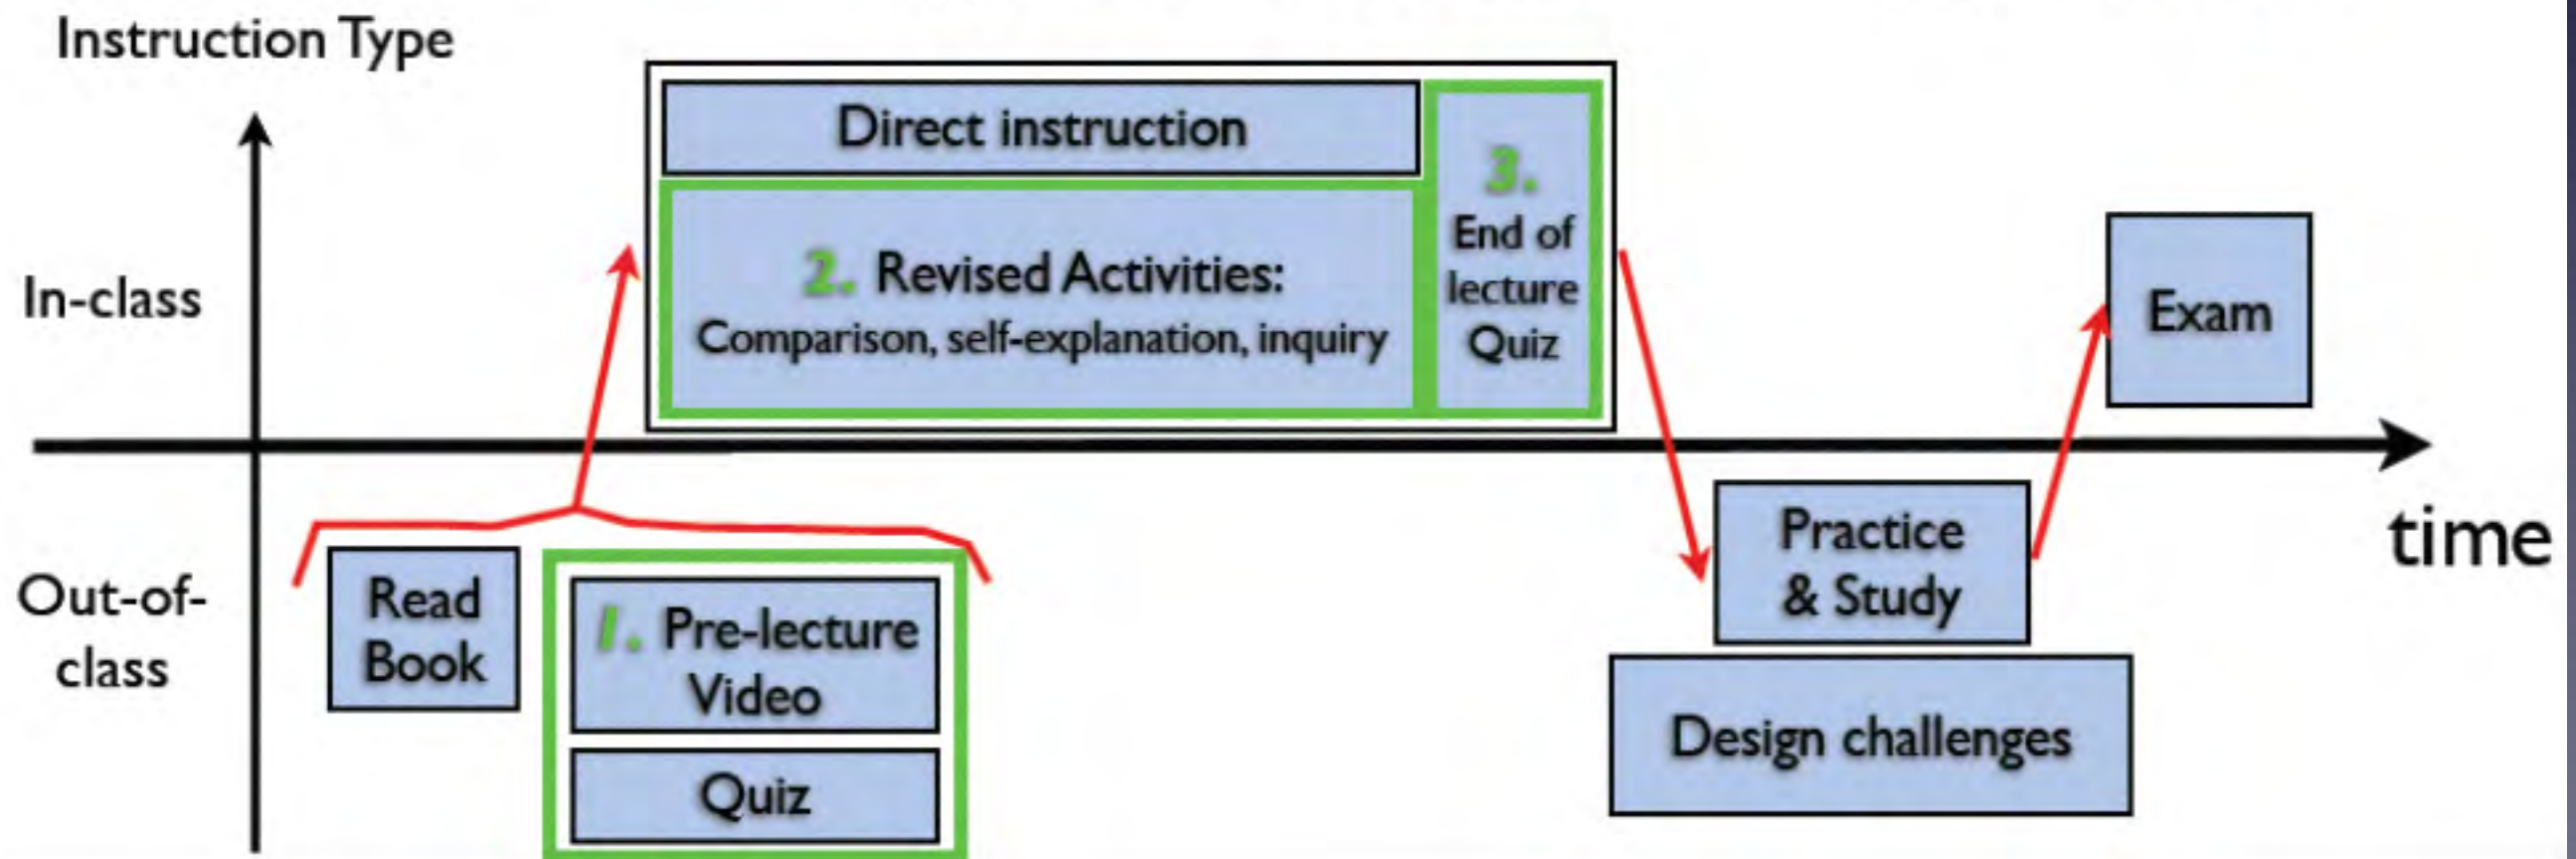 Instruction Type
Direct instruction
3.
End of
lecture
Quiz
2. Revised Activities:
Comparison, self-explanation, inquiry
In-class
Exam
time
Out-of-
class
Read
Book
1. Pre-lecture
Video
Quiz
Practice
& Study
Design challenges